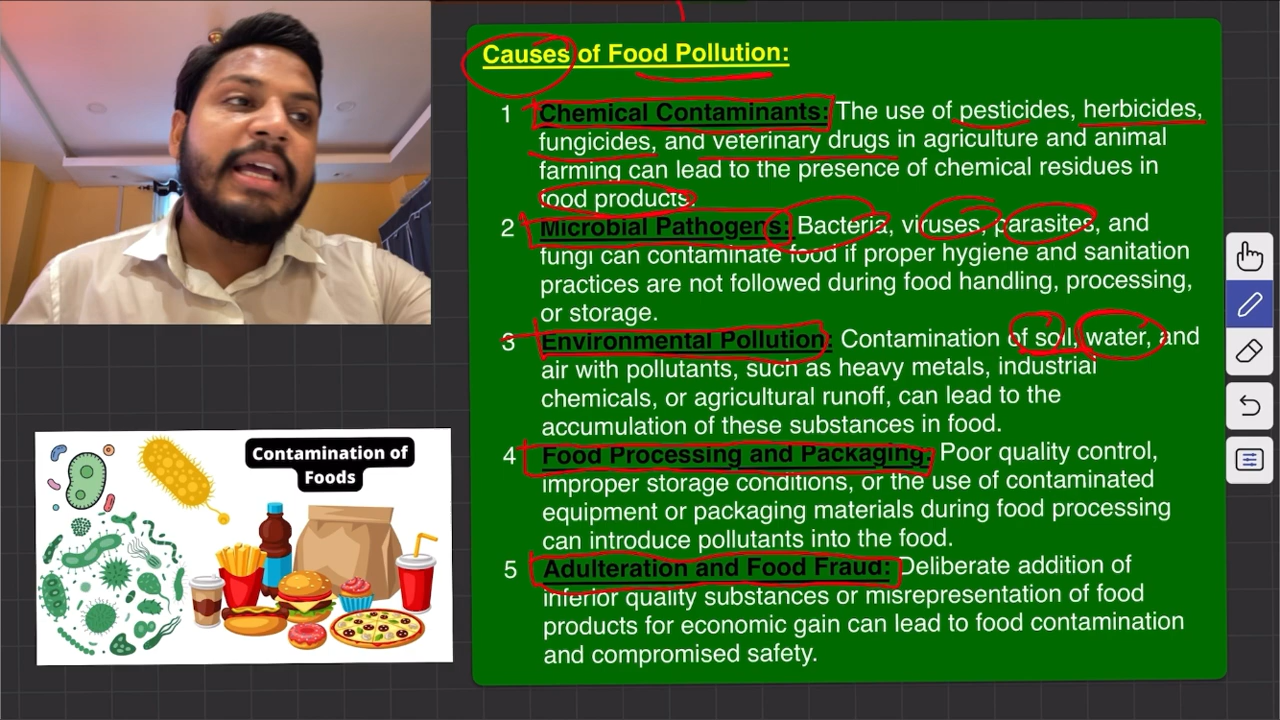 Causes of Food Pollution:
1 Chemical Contaminants: The use of pesticides, herbicides,
fungicides, and veterinary drugs in agriculture and animal
farming can lead to the presence of chemical residues in
food products.
2 Microbial Pathogens: Bacteria, viruses, parasites, and
fungi can contaminate food if proper hygiene and sanitation
practices are not followed during food handling, processing,
or storage.
3 Environmental Pollution: Contamination of soil, water, and
air with pollutants, such as heavy metals, industrial
chemicals, or agricultural runoff, can lead to the
accumulation of these substances in food.
4 Food Processing and Packaging: Poor quality control,
improper storage conditions, or the use of contaminated
equipment or packaging materials during food processing
can introduce pollutants into the food.
5 Adulteration and Food Fraud: Deliberate addition of
inferior quality substances or misrepresentation of food
products for economic gain can lead to food contamination
and compromised safety.
Contamination of
Foods